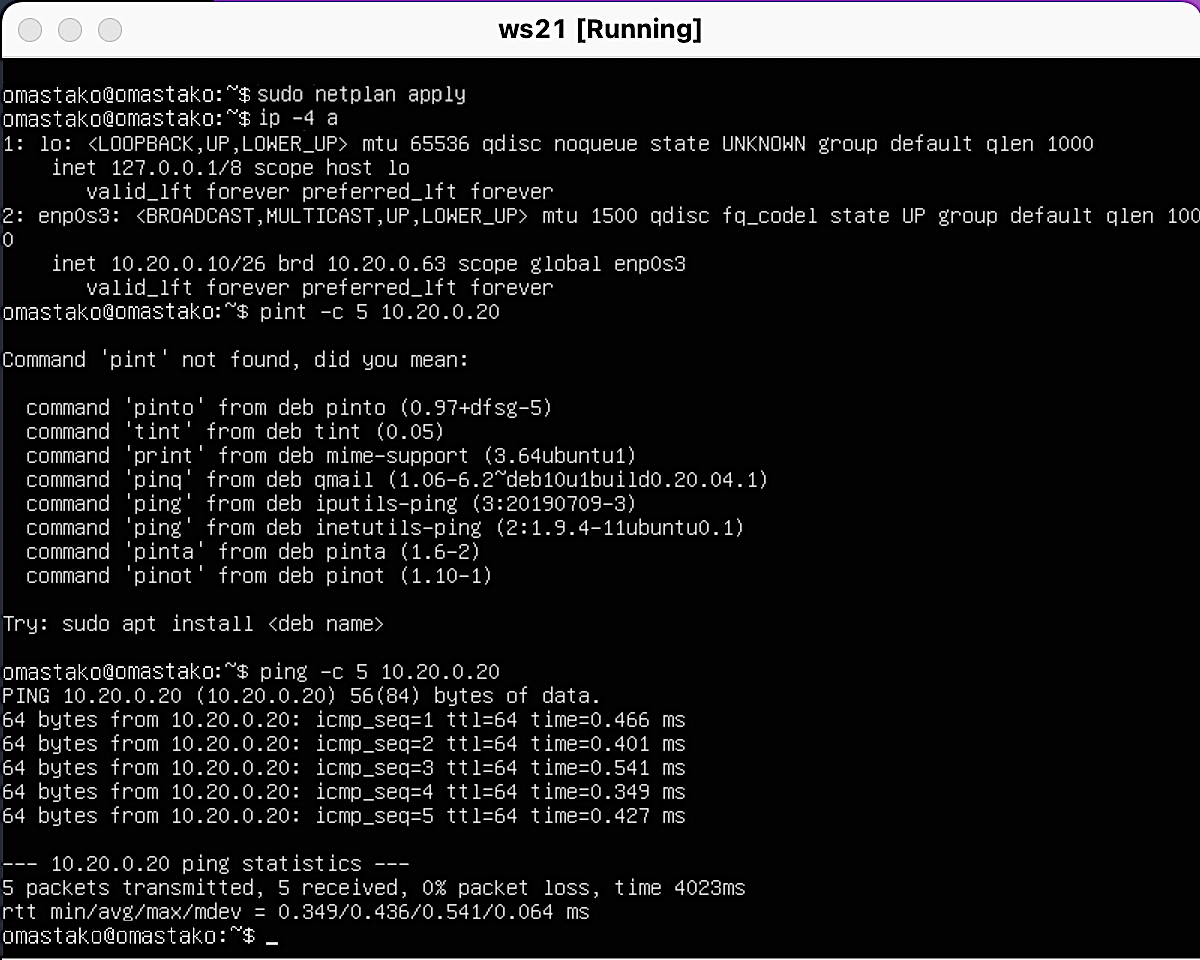 ws21 [Running]
omastako@omastako:~$ sudo netplan apply
omastako@omastako:~$ ip -4 a
1: lo: <LOOPBACK,UP,LOWER_UP> mtu 65536 qdisc noqueue state UNKNOWN group default qlen 1000
    inet 127.0.0.1/8 scope host lo
       valid_lft forever preferred_lft forever
2: enp0s3: <BROADCAST,MULTICAST,UP,LOWER_UP> mtu 1500 qdisc fq_codel state UP group default qlen 100
0
    inet 10.20.0.10/26 brd 10.20.0.63 scope global enp0s3
       valid_lft forever preferred_lft forever
omastako@omastako:~$ pint -c 5 10.20.0.20
Command 'pint' not found, did you mean:
  command 'pinto' from deb pinto (0.97+dfsg-5)
  command 'tint' from deb tint (0.05)
  command 'print' from deb mime-support (3.64ubuntu1)
  command 'pinq' from deb qmail (1.06-6.2~deb10u1build0.20.04.1)
  command 'ping' from deb iputils-ping (3:20190709-3)
  command 'ping' from deb inetutils-ping (2:1.9.4-11ubuntu0.1)
  command 'pinta' from deb pinta (1.6-2)
  command 'pinot' from deb pinot (1.10-1)
Try: sudo apt install <deb name>
omastako@omastako:~$ ping -c 5 10.20.0.20
PING 10.20.0.20 (10.20.0.20) 56(84) bytes of data.
64 bytes from 10.20.0.20: icmp_seq=1 ttl=64 time=0.466 ms
64 bytes from 10.20.0.20: icmp_seq=2 ttl=64 time=0.401 ms
64 bytes from 10.20.0.20: icmp_seq=3 ttl=64 time=0.541 ms
64 bytes from 10.20.0.20: icmp_seq=4 ttl=64 time=0.349 ms
64 bytes from 10.20.0.20: icmp_seq=5 ttl=64 time=0.427 ms
--- 10.20.0.20 ping statistics ---
5 packets transmitted, 5 received, 0% packet loss, time 4023ms
rtt min/avg/max/mdev = 0.349/0.436/0.541/0.064 ms
omastako@omastako:~$ _